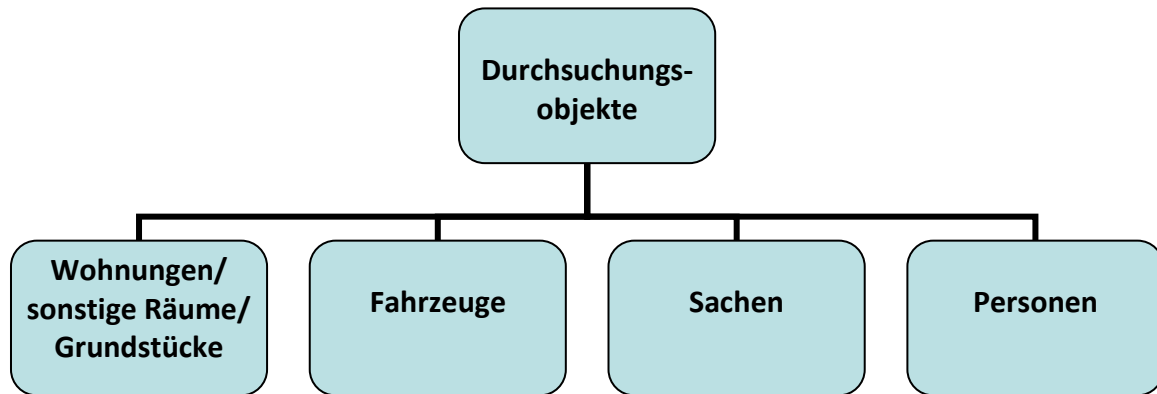 Durchsuchungs-
objekte
Wohnungen/
sonstige Räume/
Grundstücke
Fahrzeuge
Sachen
Personen